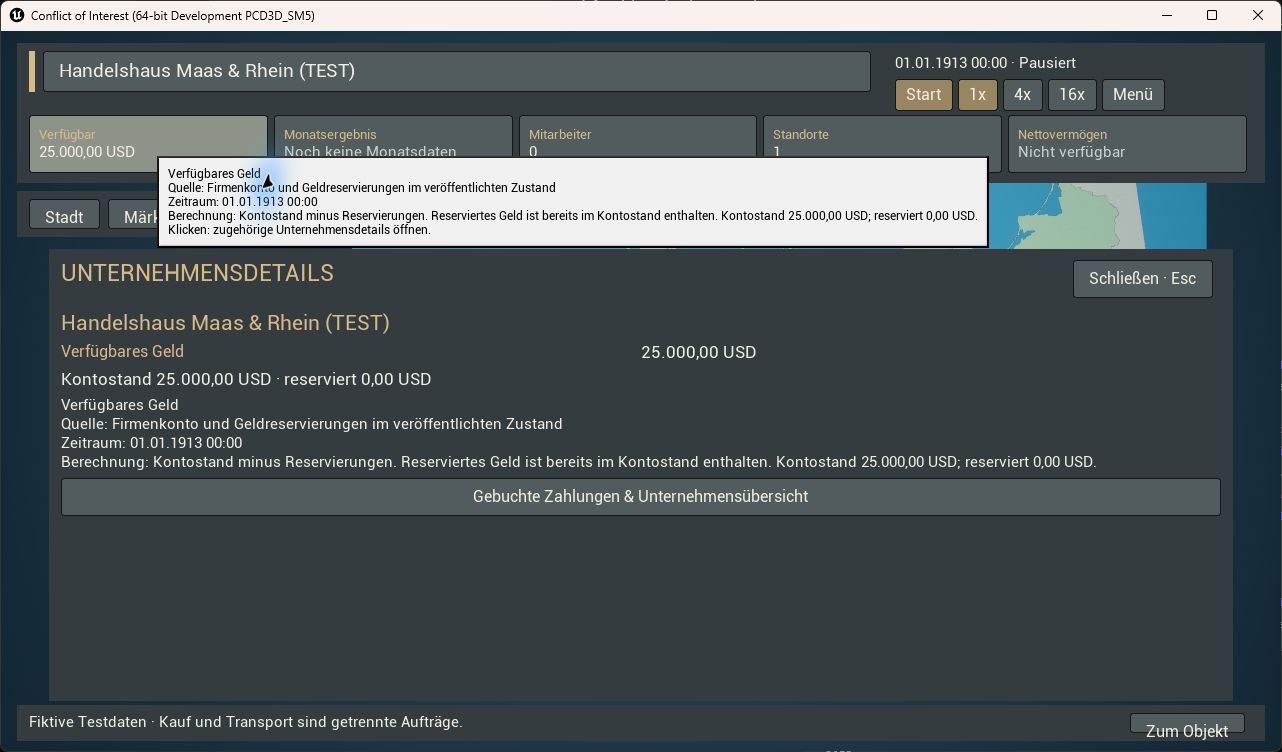 Conflict of Interest (64-bit Development PCD3D_SM5)
Handelshaus Maas & Rhein (TEST)
01.01.1913 00:00 · Pausiert
Start 1x 4x 16x Menü
Verfügbar
25.000,00 USD
Monatsergebnis
Noch keine Monatsdaten
Mitarbeiter
0
Standorte
1
Nettovermögen
Nicht verfügbar
Verfügbares Geld
Quelle: Firmenkonto und Geldreservierungen im veröffentlichten Zustand
Zeitraum: 01.01.1913 00:00
Berechnung: Kontostand minus Reservierungen. Reserviertes Geld ist bereits im Kontostand enthalten. Kontostand 25.000,00 USD; reserviert 0,00 USD.
Klicken: zugehörige Unternehmensdetails öffnen.
Stadt
UNTERNEHMENSDETAILS
Schließen · Esc
Handelshaus Maas & Rhein (TEST)
Verfügbares Geld 25.000,00 USD
Kontostand 25.000,00 USD · reserviert 0,00 USD
Verfügbares Geld
Quelle: Firmenkonto und Geldreservierungen im veröffentlichten Zustand
Zeitraum: 01.01.1913 00:00
Berechnung: Kontostand minus Reservierungen. Reserviertes Geld ist bereits im Kontostand enthalten. Kontostand 25.000,00 USD; reserviert 0,00 USD.
Gebuchte Zahlungen & Unternehmensübersicht
Fiktive Testdaten · Kauf und Transport sind getrennte Aufträge.
Zum Objekt